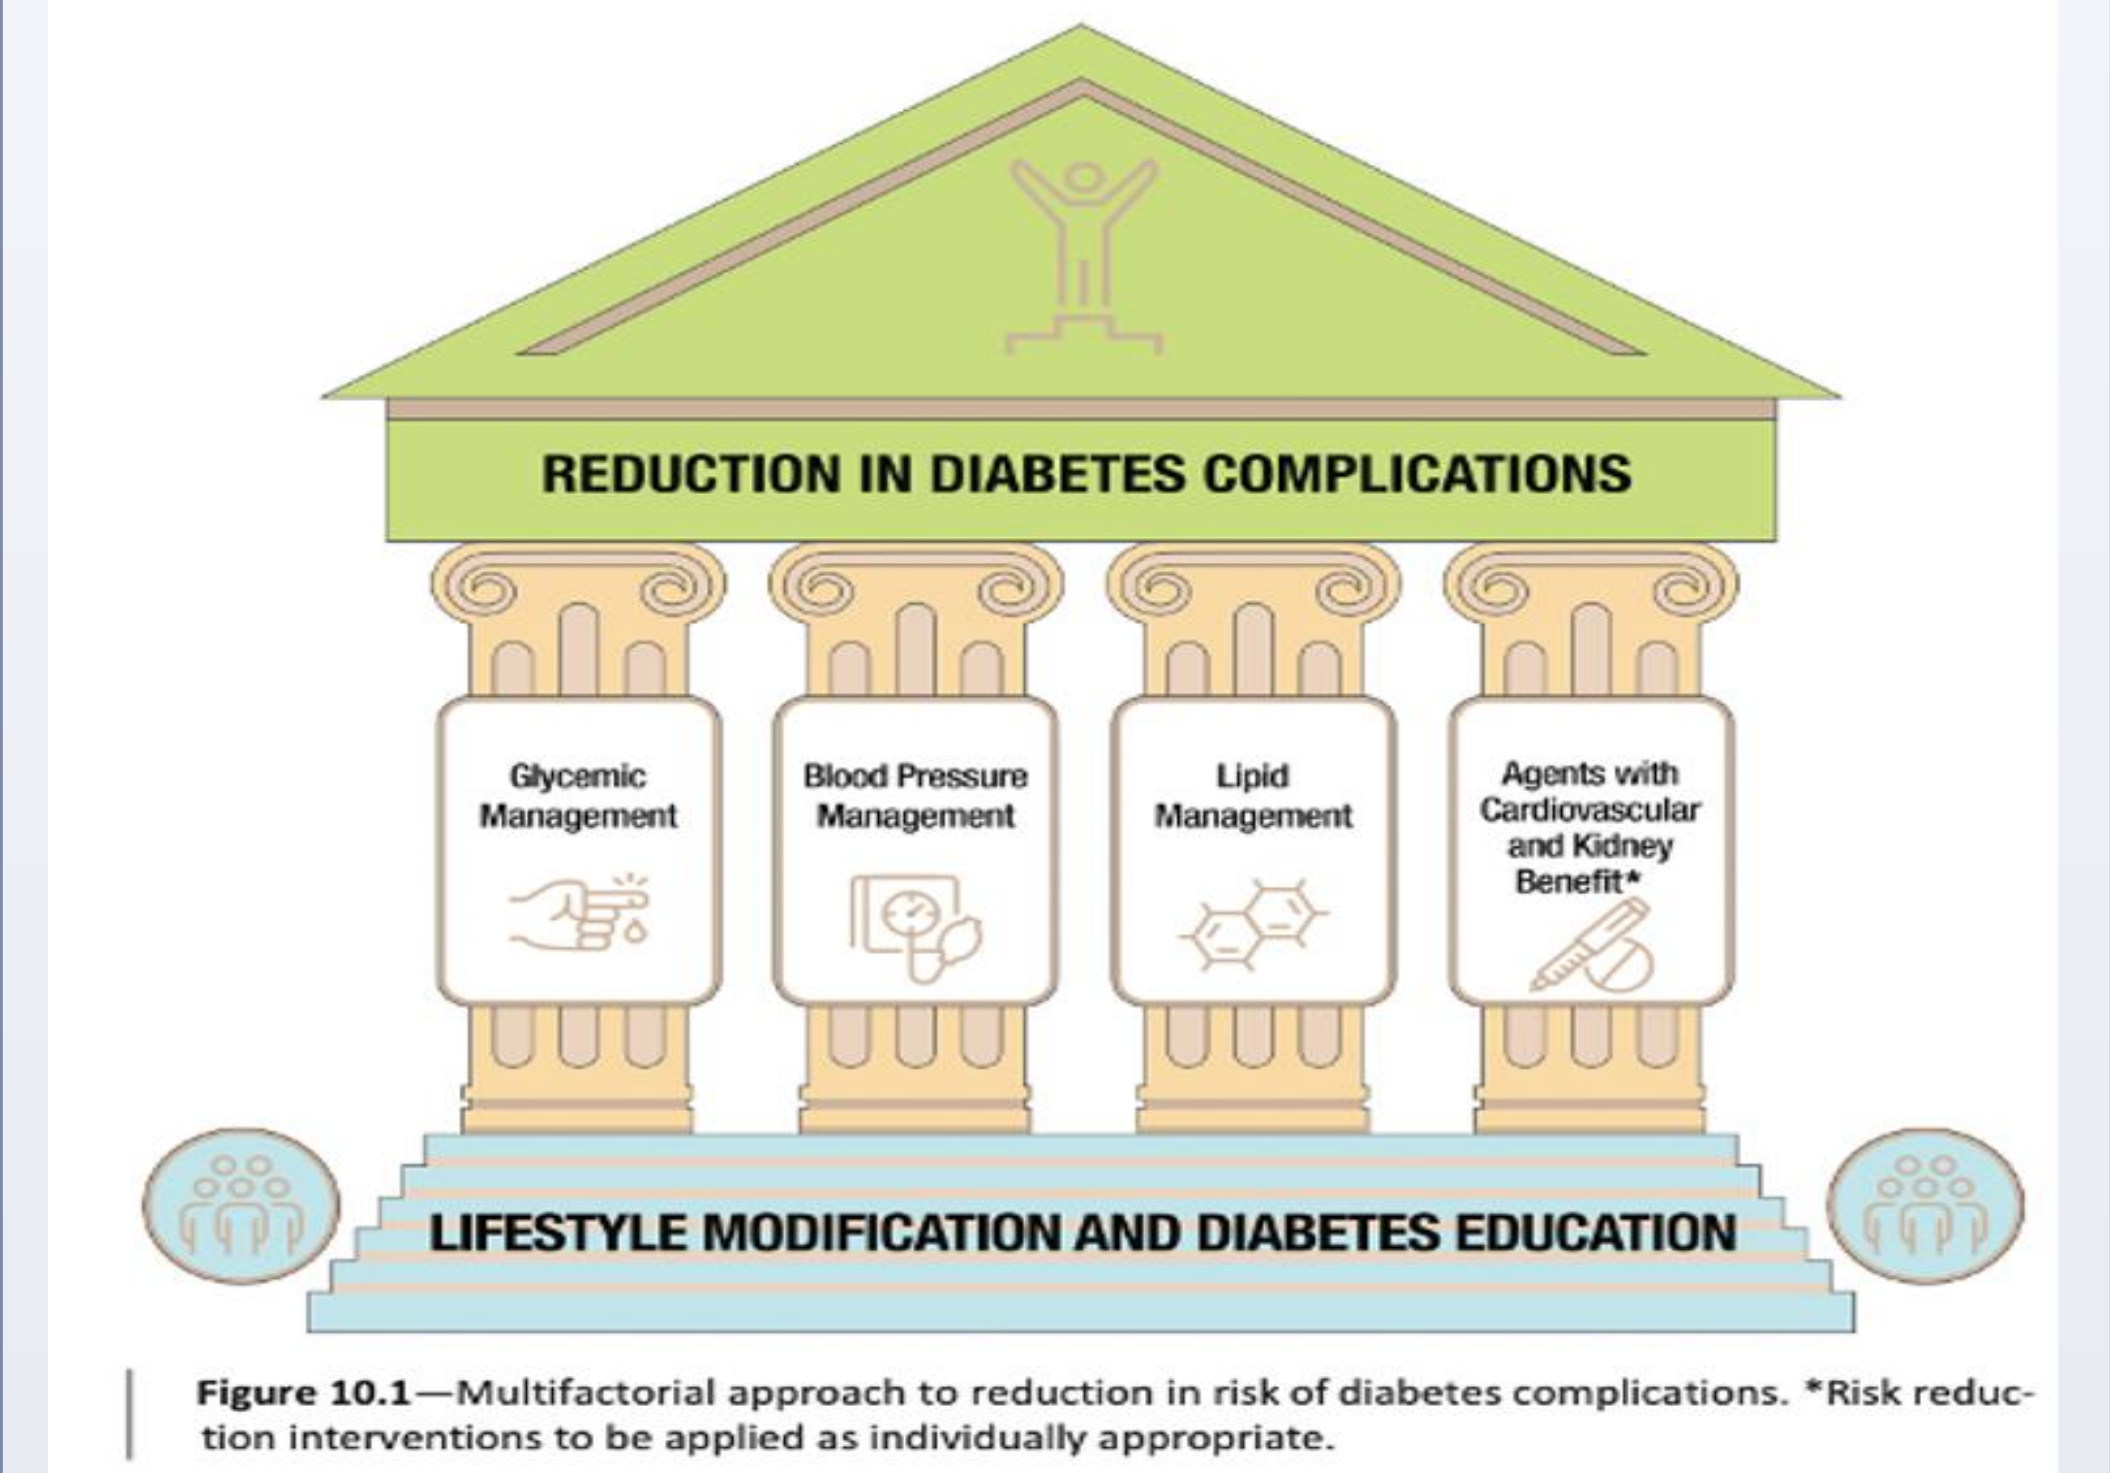 REDUCTION IN DIABETES COMPLICATIONS
Glycemic
Management
Blood Pressure
Management
Lipid
Management
Agents with
Cardiovascular
and Kidney
Benefit*
LIFESTYLE MODIFICATION AND DIABETES EDUCATION
Figure 10.1—Multifactorial approach to reduction in risk of diabetes complications. *Risk reduc-
tion interventions to be applied as individually appropriate.